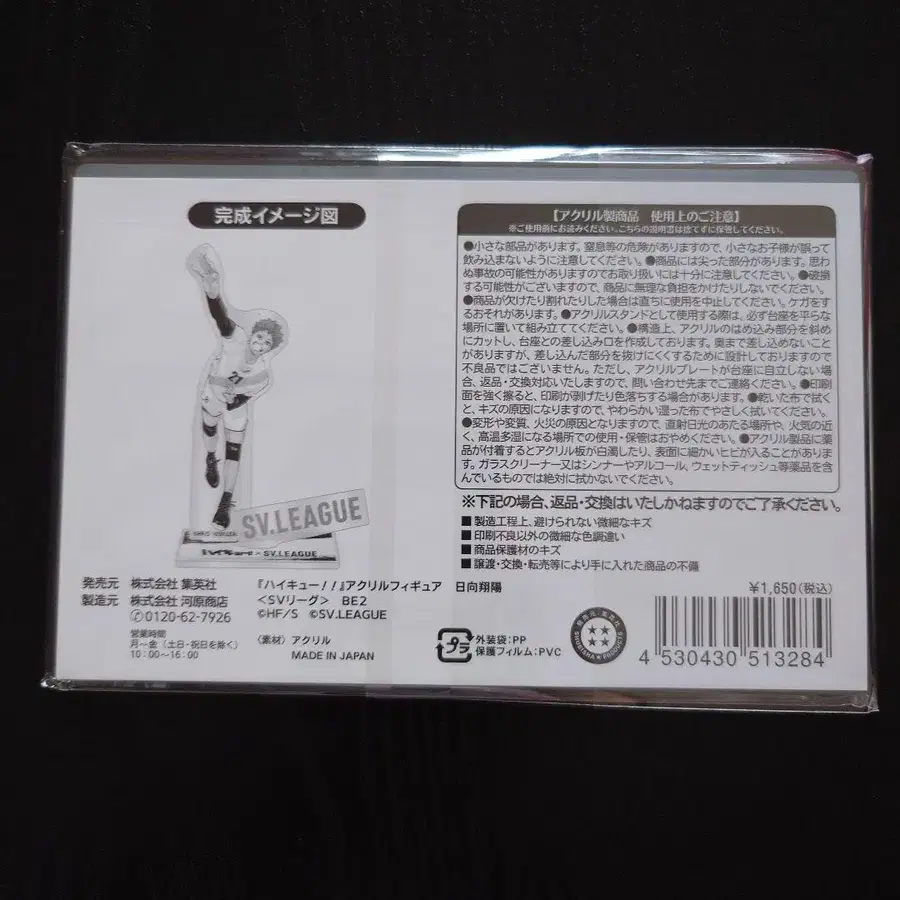 完成イメージ図
21
SV.LEAGUE
ハイキュー!! × SV.LEAGUE
発売元 株式会社 集英社
製造元 株式会社 河原商店
0120-62-7926
営業時間
月〜金(土日・祝日を除く)
10:00〜16:00
『ハイキュー!!』アクリルフィギュア 日向翔陽
<SVリーグ> BE2
©HF/S ©SV.LEAGUE
〈素材〉アクリル
MADE IN JAPAN
【アクリル製商品 使用上のご注意】
※ご使用前にお読みください。こちらの説明書は捨てずに保管してください。
●小さな部品があります。窒息等の危険がありますので、小さなお子様が誤って
飲み込まないように注意してください。●商品には尖った部分があります。思わ
ぬ事故の可能性がありますのでお取り扱いには十分に注意してください。●破損
する可能性がございますので、商品に無理な負担をかけたりしないでください。
●商品が欠けたり割れたりした場合は直ちに使用を中止してください。ケガをす
るおそれがあります。●アクリルスタンドとして使用する際は、必ず台座を平らな
場所に置いて組み立ててください。●構造上、アクリルのはめ込み部分を斜め
にカットし、台座との差し込み口を作成しております。奥まで差し込めないこと
がありますが、差し込んだ部分を抜けにくくするために設計しておりますので
不良品ではございません。ただし、アクリルプレートが台座に自立しない場
合、返品・交換対応いたしますので、問い合わせ先までご連絡ください。●印刷
面を強く擦ると、印刷が剥げたり色落ちする場合があります。●乾いた布で拭く
と、キズの原因になりますので、やわらかい湿った布でやさしく拭いてください。
●変形や変質、火災の原因となりますので、直射日光のあたる場所や、火気の近
く、高温多湿になる場所での使用・保管はおやめください。●アクリル製品に薬
品が付着するとアクリル板が白濁したり、表面に細かいヒビが入ることがありま
す。ガラスクリーナー又はシンナーやアルコール、ウェットティッシュ等薬品を含
んでいるものでは絶対に拭かないでください。
※下記の場合、返品・交換はいたしかねますのでご了承ください。
■製造工程上、避けられない微細なキズ
■印刷不良以外の微細な色調違い
■商品保護材のキズ
■譲渡・交換・転売等により手に入れた商品の不備
¥1,650(税込)
プラ
外装袋:PP
保護フィルム:PVC
発売元/集英社
SHUEISHA PRODUCTS
4 530430 513284